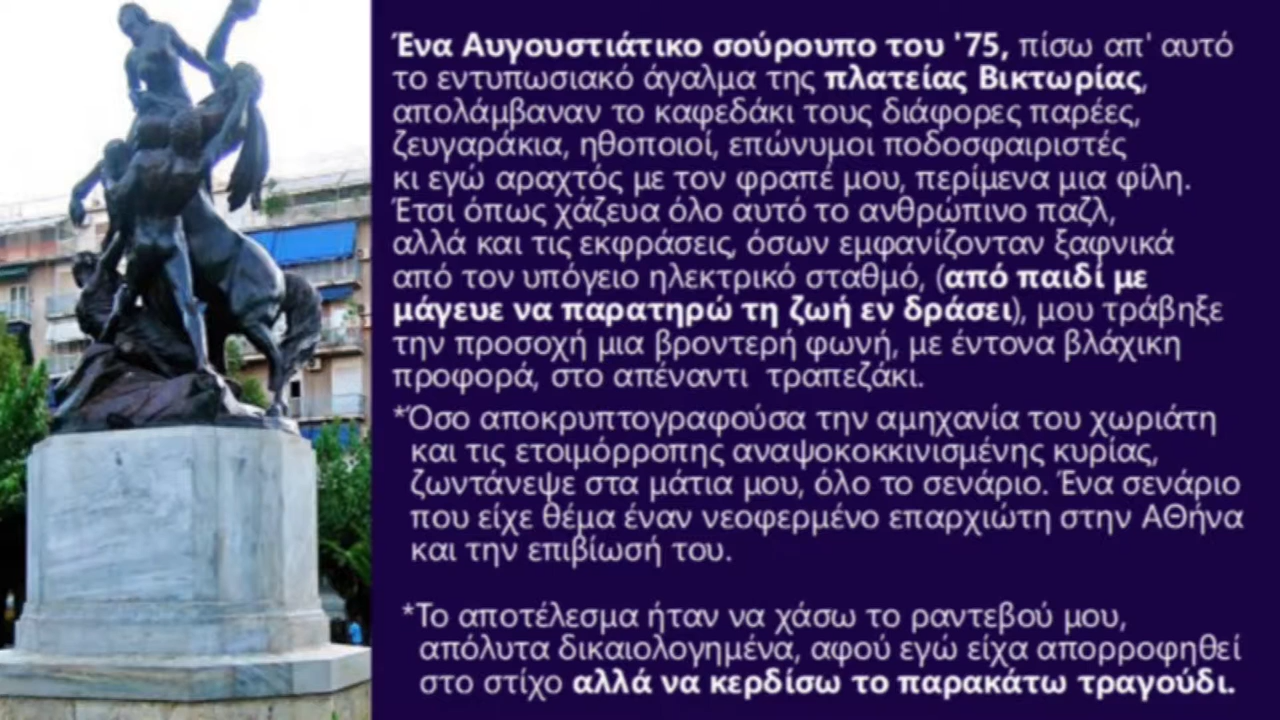 Ένα Αυγουστιάτικο σούρουπο του '75, πίσω απ' αυτό
το εντυπωσιακό άγαλμα της πλατείας Βικτωρίας,
απολάμβαναν το καφεδάκι τους διάφορες παρέες,
ζευγαράκια, ηθοποιοί, επώνυμοι ποδοσφαιριστές
κι εγώ αραχτός με τον φραπέ μου, περίμενα μια φίλη.
Έτσι όπως χάζευα όλο αυτό το ανθρώπινο παζλ,
αλλά και τις εκφράσεις, όσων εμφανίζονταν ξαφνικά
από τον υπόγειο ηλεκτρικό σταθμό, (από παιδί με
μάγευε να παρατηρώ τη ζωή εν δράσει), μου τράβηξε
την προσοχή μια βροντερή φωνή, με έντονα βλάχικη
προφορά, στο απέναντι τραπεζάκι.
*Όσο αποκρυπτογραφούσα την αμηχανία του χωριάτη
και τις ετοιμόρροπης αναψοκοκκινισμένης κυρίας,
ζωντάνεψε στα μάτια μου, όλο το σενάριο. Ένα σενάριο
που είχε θέμα έναν νεοφερμένο επαρχιώτη στην ΑΘήνα
και την επιβίωσή του.
*Το αποτέλεσμα ήταν να χάσω το ραντεβού μου,
απόλυτα δικαιολογημένα, αφού εγώ είχα απορροφηθεί
στο στίχο αλλά να κερδίσω το παρακάτω τραγούδι.